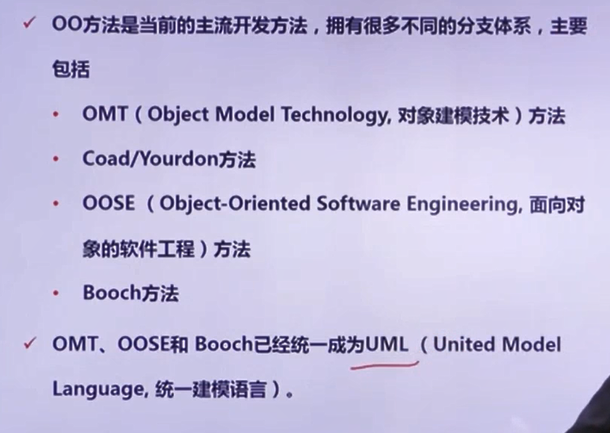 ✓ OO方法是当前的主流开发方法，拥有很多不同的分支体系，主要
包括
• OMT（Object Model Technology, 对象建模技术）方法
• Coad/Yourdon方法
• OOSE （Object-Oriented Software Engineering, 面向对
象的软件工程）方法
• Booch方法
✓ OMT、OOSE和 Booch已经统一成为UML （United Model
Language, 统一建模语言）。